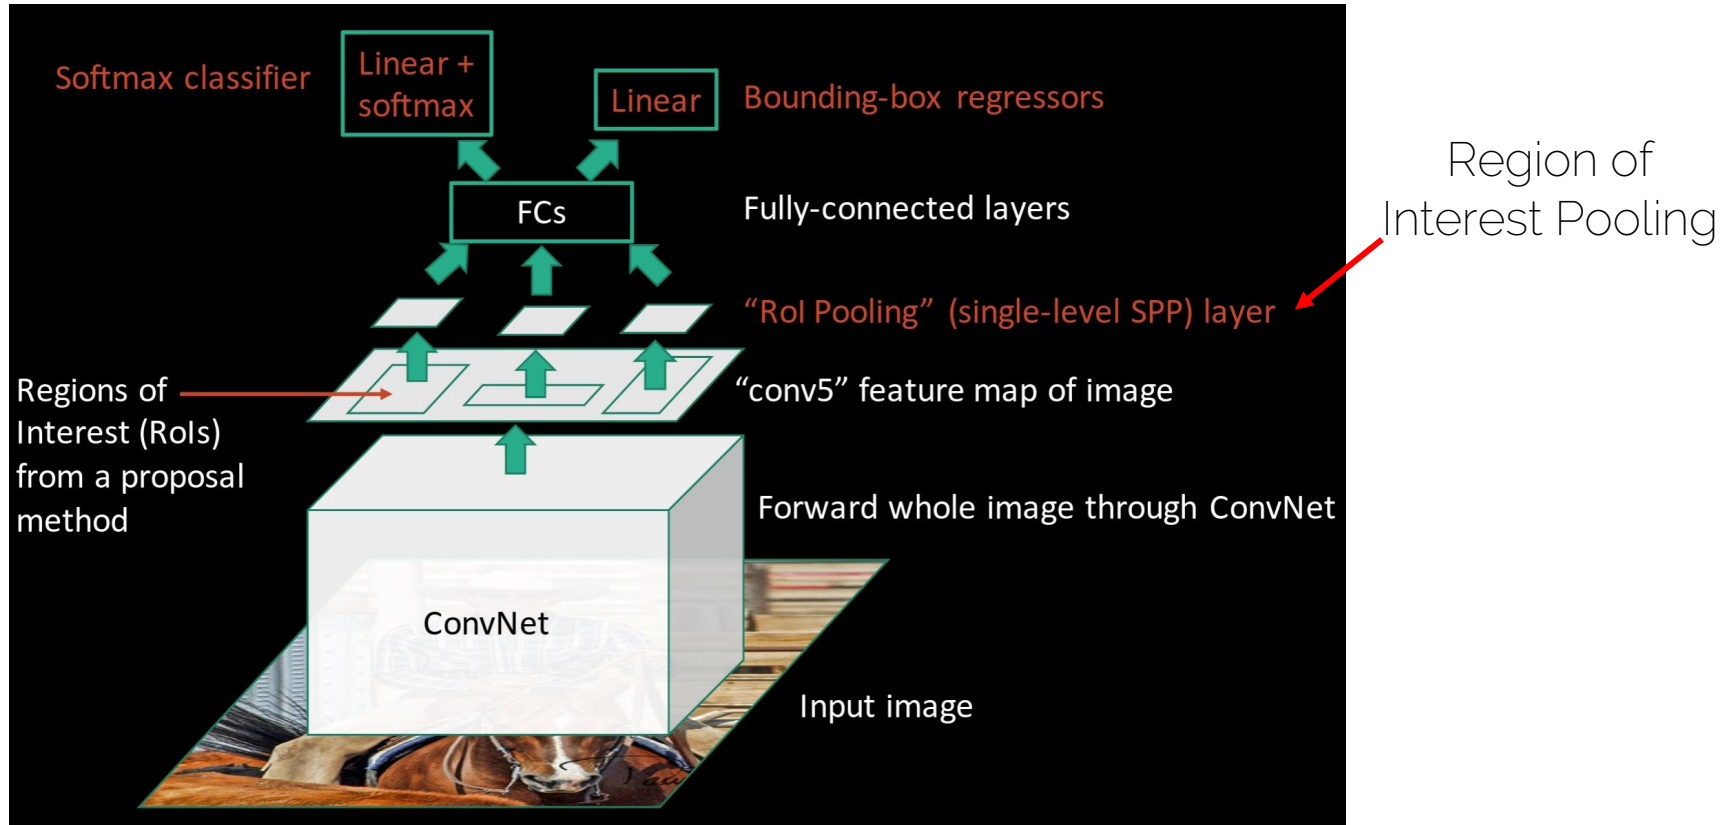 Softmax classifier
Linear +
softmax
Linear
Bounding-box regressors
Region of
Interest Pooling
FCs
Fully-connected layers
“RoI Pooling” (single-level SPP) layer
Regions of
Interest (RoIs)
from a proposal
method
“conv5” feature map of image
Forward whole image through ConvNet
ConvNet
Input image